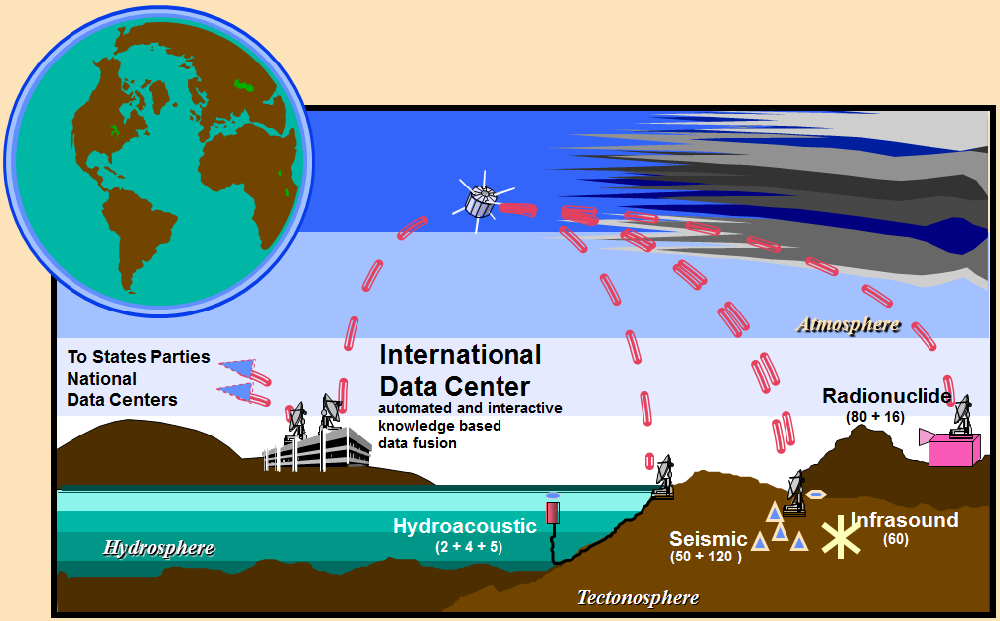 Atmosphere
To States Parties
National
Data Centers
International
Data Center
automated and interactive
knowledge based
data fusion
Radionuclide
(80 + 16)
Hydroacoustic
(2 + 4 + 5)
Hydrosphere
Seismic
(50 + 120 )
Infrasound
(60)
Tectonosphere